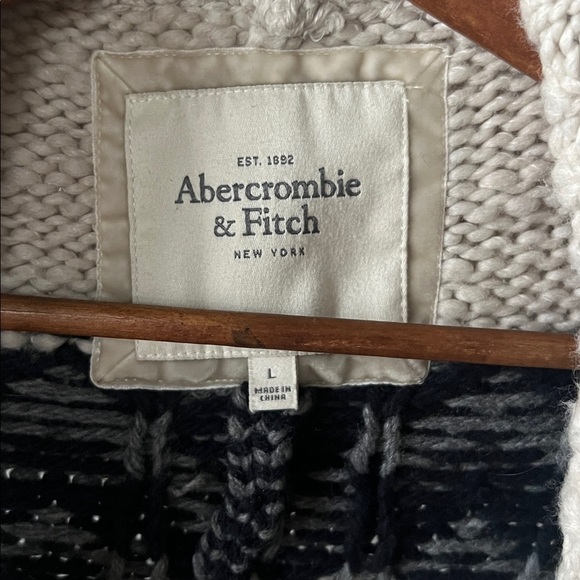 EST. 1892
Abercrombie
& Fitch
NEW YORK
L
MADE IN
CHINA